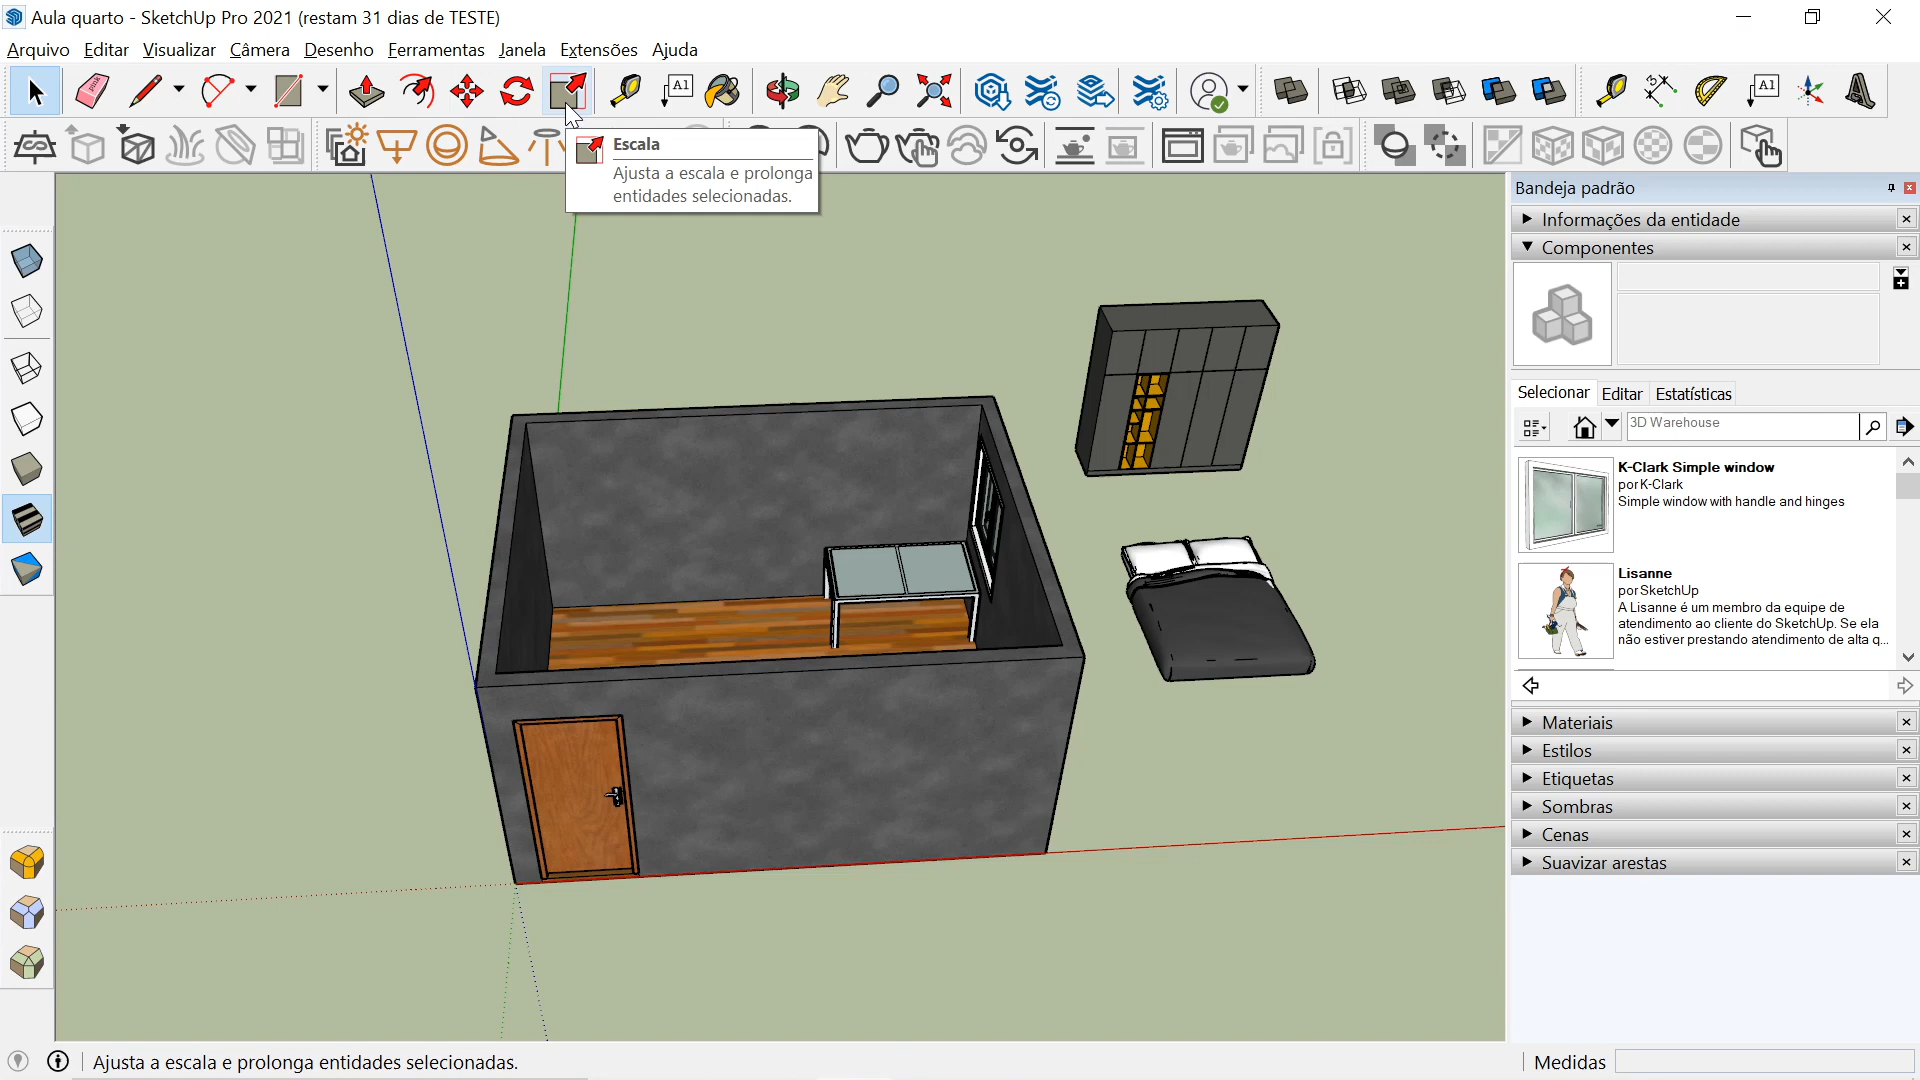 Aula quarto - SketchUp Pro 2021 (restam 31 dias de TESTE)
Arquivo Editar Visualizar Câmera Desenho Ferramentas Janela Extensões Ajuda
Escala
Ajusta a escala e prolonga
entidades selecionadas.
Bandeja padrão
Informações da entidade
Componentes
Selecionar Editar Estatísticas
3D Warehouse
K-Clark Simple window
por K-Clark
Simple window with handle and hinges
Lisanne
por SketchUp
A Lisanne é um membro da equipe de
atendimento ao cliente do SketchUp. Se ela
não estiver prestando atendimento de alta q...
Materiais
Estilos
Etiquetas
Sombras
Cenas
Suavizar arestas
Ajusta a escala e prolonga entidades selecionadas.
Medidas